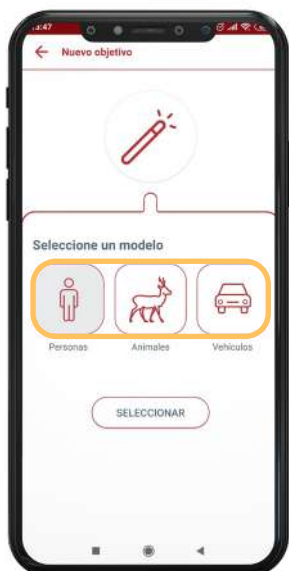 Nuevo objetivo
Seleccione un modelo
Personas Animales Vehículos
SELECCIONAR